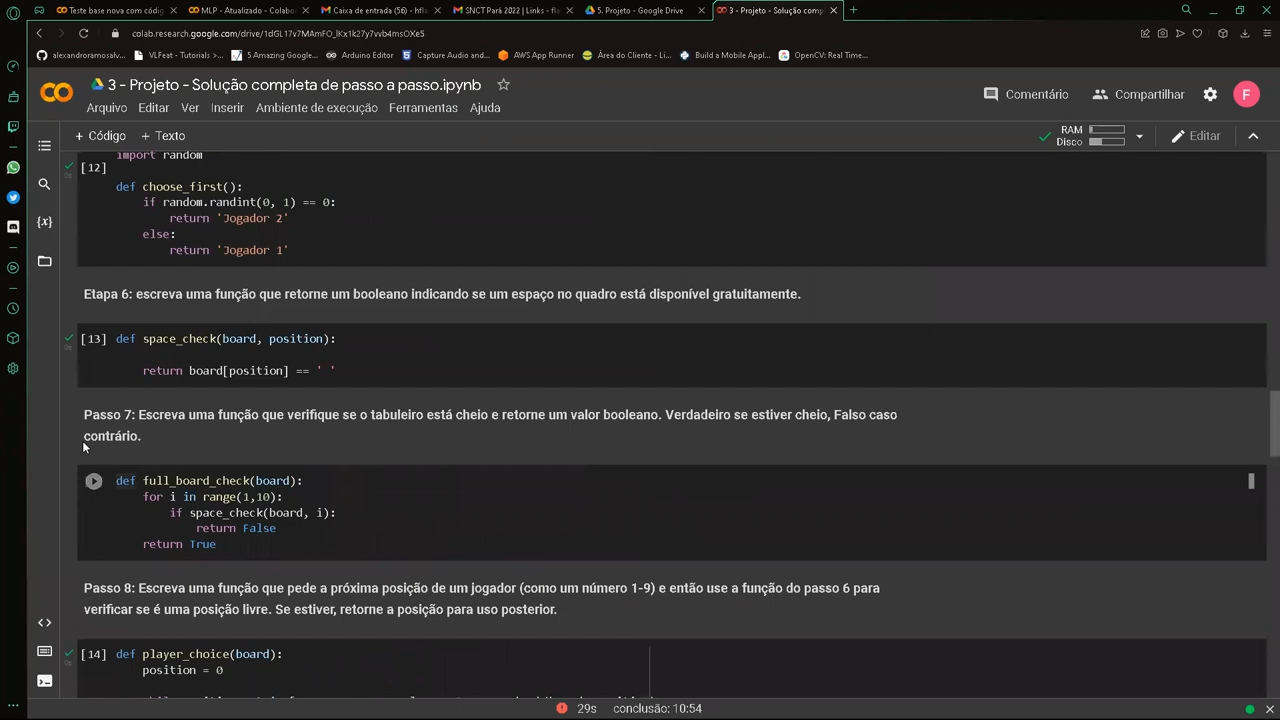 Teste base nova com código
MLP - Atualizado - Colabo
Caixa de entrada (56) - hfla
SNCT Pará 2022 | Links - fla
5. Projeto - Google Drive
3 - Projeto - Solução comp
colab.research.google.com/drive/1dGL17v7MAmFO_lKx1k27y7vvb4msOXe5
alexandroramosalv...
VLFeat - Tutorials >...
5 Amazing Google...
Arduino Editor
Capture Audio and...
AWS App Runner
Área do Cliente - Li...
Build a Mobile Appl...
OpenCV: Real Time...
3 - Projeto - Solução completa de passo a passo.ipynb
Comentário
Compartilhar
F
Arquivo Editar Ver Inserir Ambiente de execução Ferramentas Ajuda
+ Código + Texto
RAM
Disco
Editar
import random
[12]
def choose_first():
if random.randint(0, 1) == 0:
return 'Jogador 2'
else:
return 'Jogador 1'
Etapa 6: escreva uma função que retorne um booleano indicando se um espaço no quadro está disponível gratuitamente.
[13] def space_check(board, position):
return board[position] == ' '
Passo 7: Escreva uma função que verifique se o tabuleiro está cheio e retorne um valor booleano. Verdadeiro se estiver cheio, Falso caso
contrário.
def full_board_check(board):
for i in range(1,10):
if space_check(board, i):
return False
return True
Passo 8: Escreva uma função que pede a próxima posição de um jogador (como um número 1-9) e então use a função do passo 6 para
verificar se é uma posição livre. Se estiver, retorne a posição para uso posterior.
[14] def player_choice(board):
position = 0
29s conclusão: 10:54